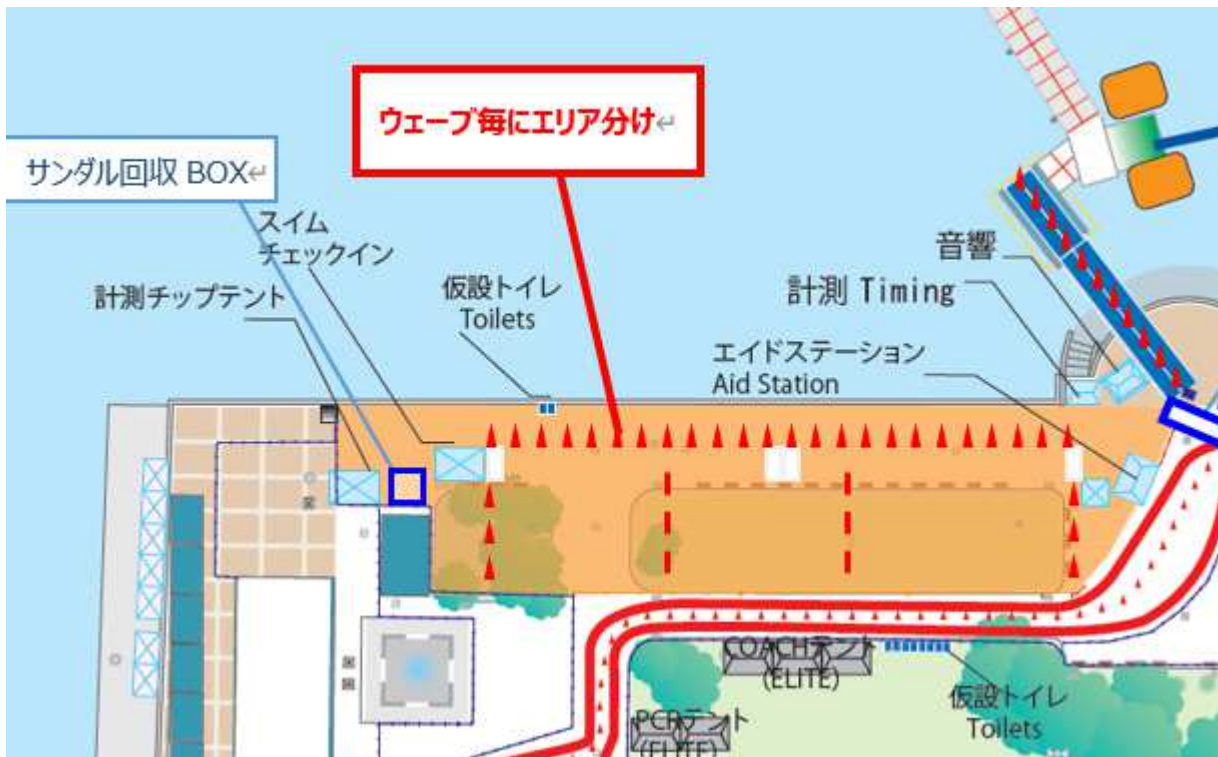 ウェーブ毎にエリア分け↵
サンダル回収 BOX↵
スイム
チェックイン
計測チップテント
仮設トイレ
Toilets
音響
計測 Timing
エイドステーション
Aid Station
COACHテント
(ELITE)
仮設トイレ
Toilets
PCRテント
(ELITE)